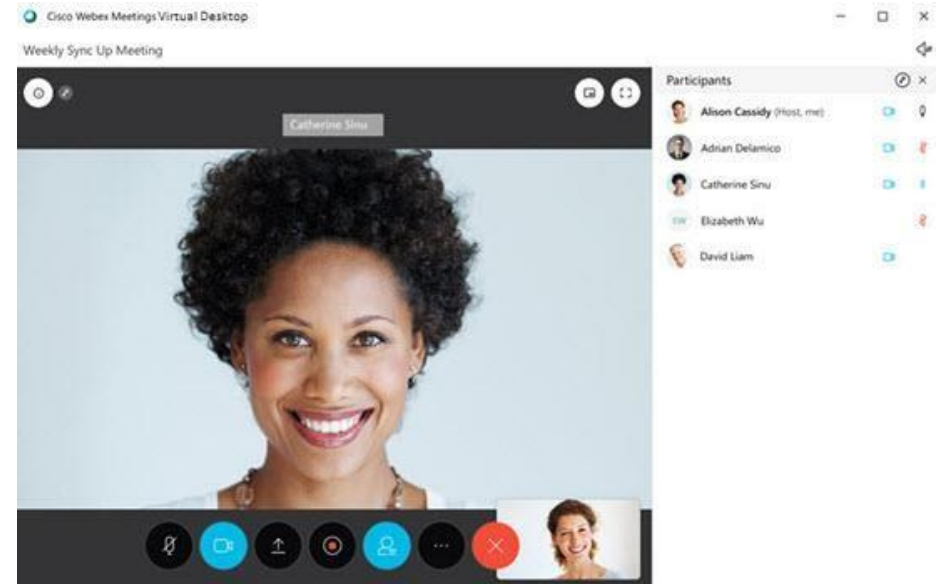 Cisco Webex Meetings Virtual Desktop
Weekly Sync Up Meeting
Catherine Sinu
Participants
Alison Cassidy (Host, me)
Adrian Delamico
Catherine Sinu
EW Elizabeth Wu
David Liam